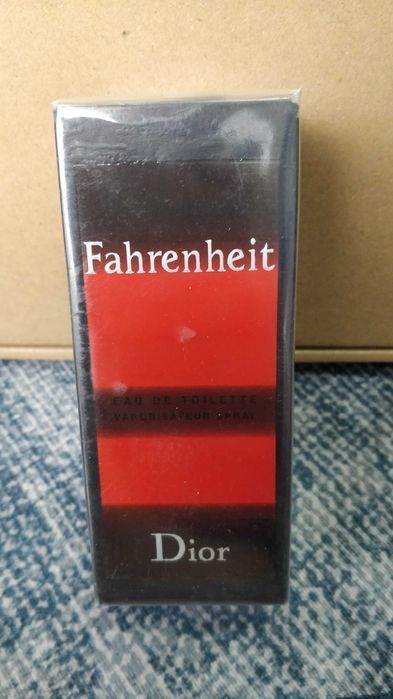 Fahrenheit
EAU DE TOILETTE
VAPORISATEUR SPRAY
Dior